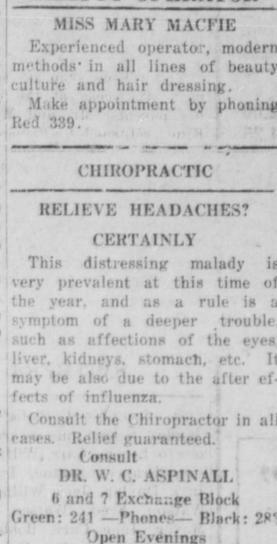 MISS MARY MACFIE
Experienced operator, modern
methods in all lines of beauty
culture and hair dressing.
Make appointment by phoning
Red 339.
CHIROPRACTIC
RELIEVE HEADACHES?
CERTAINLY
This distressing malady is
very prevalent at this time of
the year, and as a rule is a
symptom of a deeper trouble
such as affections of the eyes
liver, kidneys, stomach, etc. It
may be also due to the after ef-
fects of influenza.
Consult the Chiropractor in all
cases. Relief guaranteed.
Consult
DR. W. C. ASPINALL
6 and 7 Exchange Block
Green: 241 —Phones— Black: 28
Open Evenings